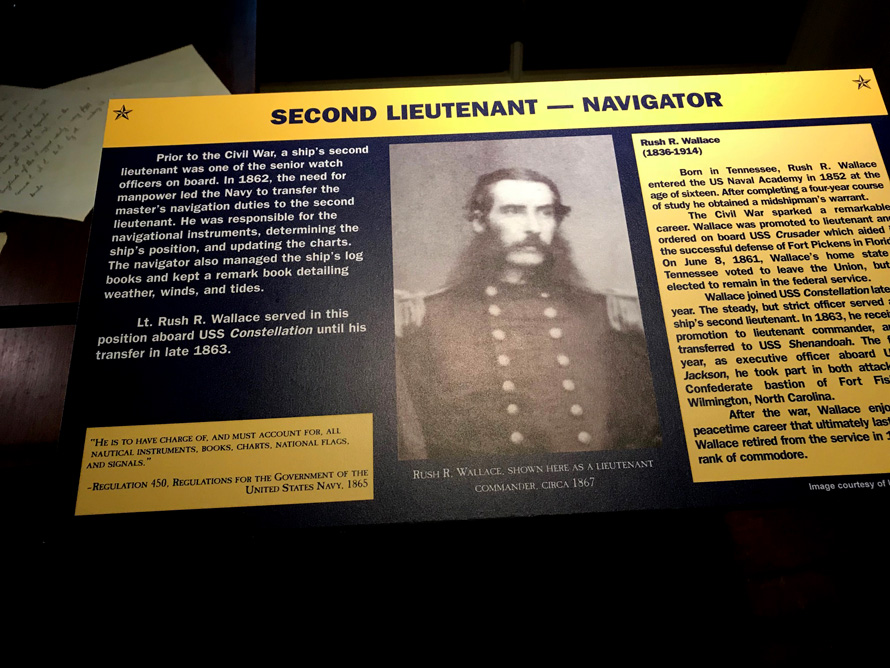 SECOND LIEUTENANT — NAVIGATOR
Prior to the Civil War, a ship's second
lieutenant was one of the senior watch
officers on board. In 1862, the need for
manpower led the Navy to transfer the
master's navigation duties to the second
lieutenant. He was responsible for the
navigational instruments, determining the
ship's position, and updating the charts.
The navigator also managed the ship's log
books and kept a remark book detailing
weather, winds, and tides.
Lt. Rush R. Wallace served in this
position aboard USS Constellation until his
transfer in late 1863.
"HE IS TO HAVE CHARGE OF, AND MUST ACCOUNT FOR, ALL
NAUTICAL INSTRUMENTS, BOOKS, CHARTS, NATIONAL FLAGS,
AND SIGNALS."
–REGULATION 450, REGULATIONS FOR THE GOVERNMENT OF THE
UNITED STATES NAVY, 1865
RUSH R. WALLACE, SHOWN HERE AS A LIEUTENANT
COMMANDER, CIRCA 1867
Rush R. Wallace
(1836-1914)
Born in Tennessee, Rush R. Wallace
entered the US Naval Academy in 1852 at the
age of sixteen. After completing a four-year course
of study he obtained a midshipman's warrant.
The Civil War sparked a remarkable
career. Wallace was promoted to lieutenant
ordered on board USS Crusader which aided
the successful defense of Fort Pickens in
On June 8, 1861, Wallace's home state
Tennessee voted to leave the Union, but
elected to remain in the federal service.
Wallace joined USS Constellation
year. The steady, but strict officer served
ship's second lieutenant. In 1863, he
promotion to lieutenant commander,
transferred to USS Shenandoah. The
year, as executive officer aboard
Jackson, he took part in both
Confederate bastion of Fort
Wilmington, North Carolina.
After the war, Wallace
peacetime career that ultimately
Wallace retired from the service in
rank of commodore.
Image courtesy of